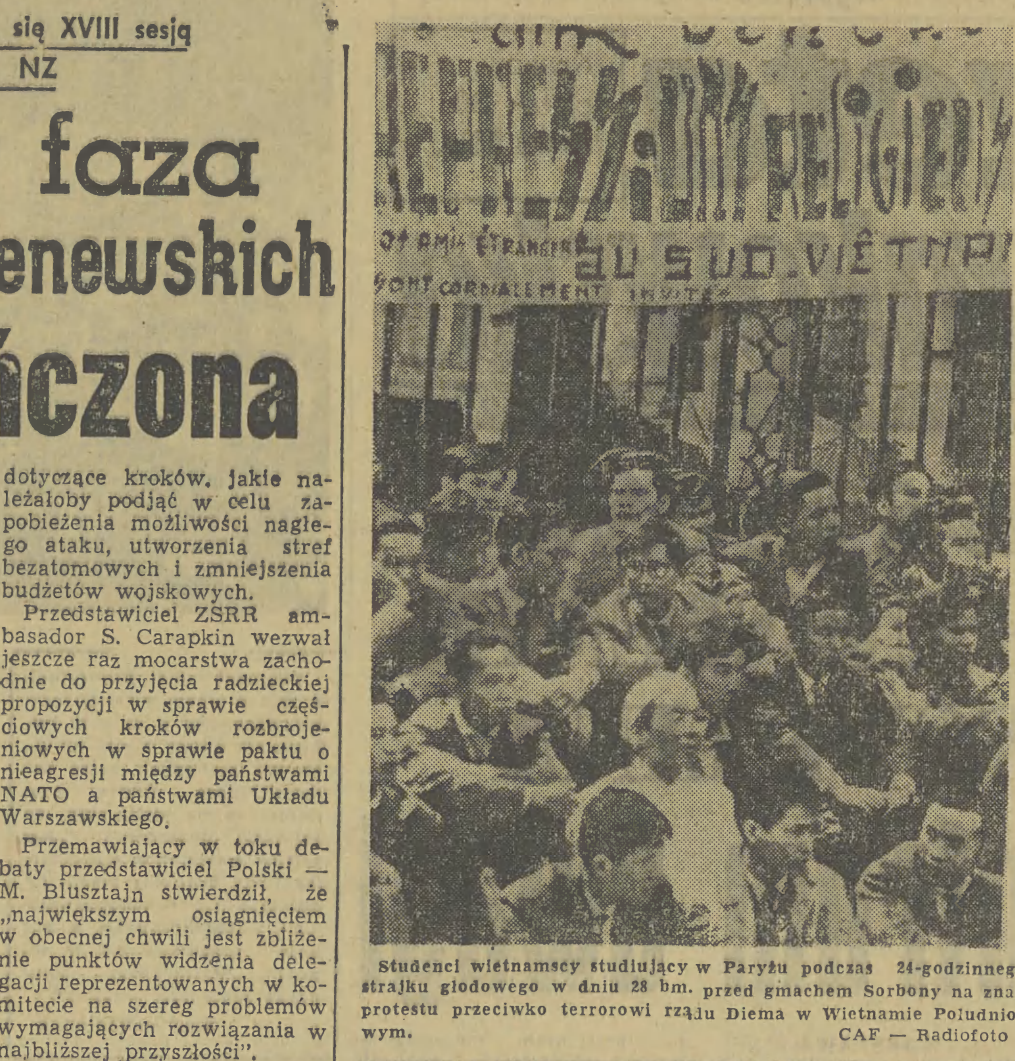 się XVIII sesją
NZ
faza
enewskich
ńczona
dotyczące kroków, jakie na-
leżałoby podjąć w celu za-
pobieżenia możliwości nagłe-
go ataku, utworzenia stref
bezatomowych i zmniejszenia
budżetów wojskowych.
Przedstawiciel ZSRR am-
basador S. Carapkin wezwał
jeszcze raz mocarstwa zacho-
dnie do przyjęcia radzieckiej
propozycji w sprawie częś-
ciowych kroków rozbroje-
niowych w sprawie paktu o
nieagresji między państwami
NATO a państwami Układu
Warszawskiego.
Przemawiający w toku de-
baty przedstawiciel Polski —
M. Blusztajn stwierdził, że
„największym osiągnięciem
w obecnej chwili jest zbliże-
nie punktów widzenia dele-
gacji reprezentowanych w ko-
mitecie na szereg problemów
wymagających rozwiązania w
najbliższej przyszłości”.
RELIGIEUS
AMIS ÉTRANGERS
AU SUD-VIÊTNA
SONT CORDIALEMENT INVITÉS
Studenci wietnamscy studiujący w Paryżu podczas 24-godzinneg
strajku głodowego w dniu 28 bm. przed gmachem Sorbony na zna
protestu przeciwko terrorowi rządu Diema w Wietnamie Południo
wym.
CAF — Radiofoto